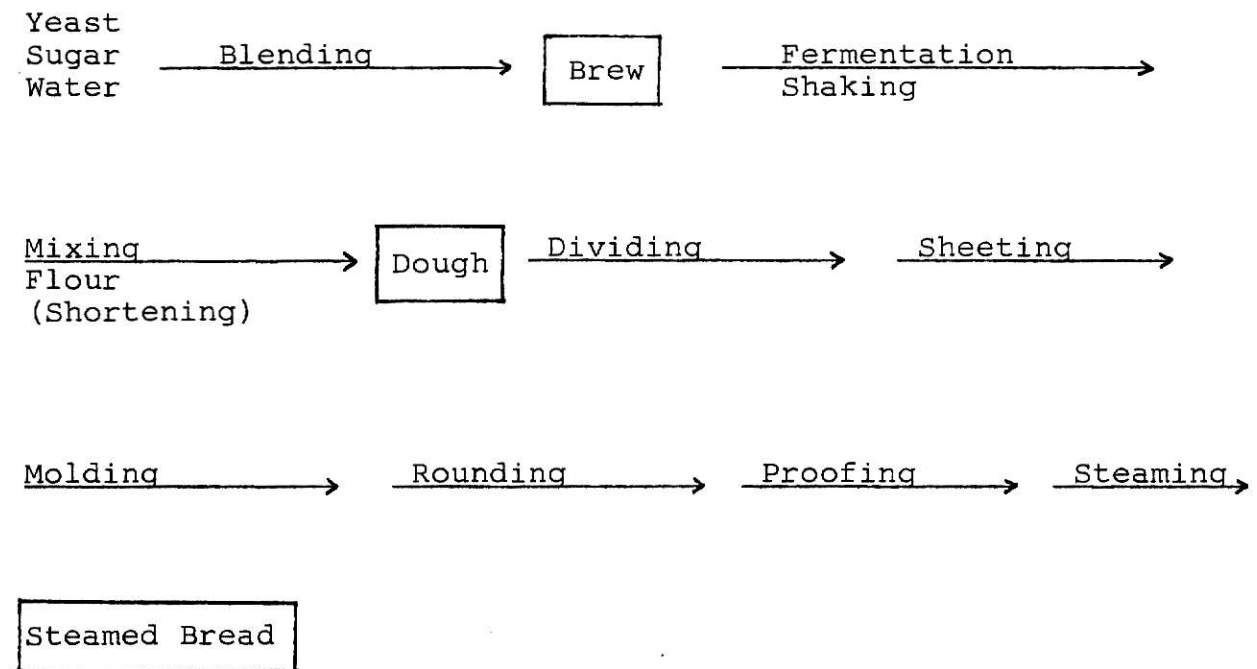 Yeast
Sugar
Water
Blending
Brew
Fermentation
Shaking
Mixing
Flour
(Shortening)
Dough
Dividing
Sheeting
Molding
Rounding
Proofing
Steaming
Steamed Bread